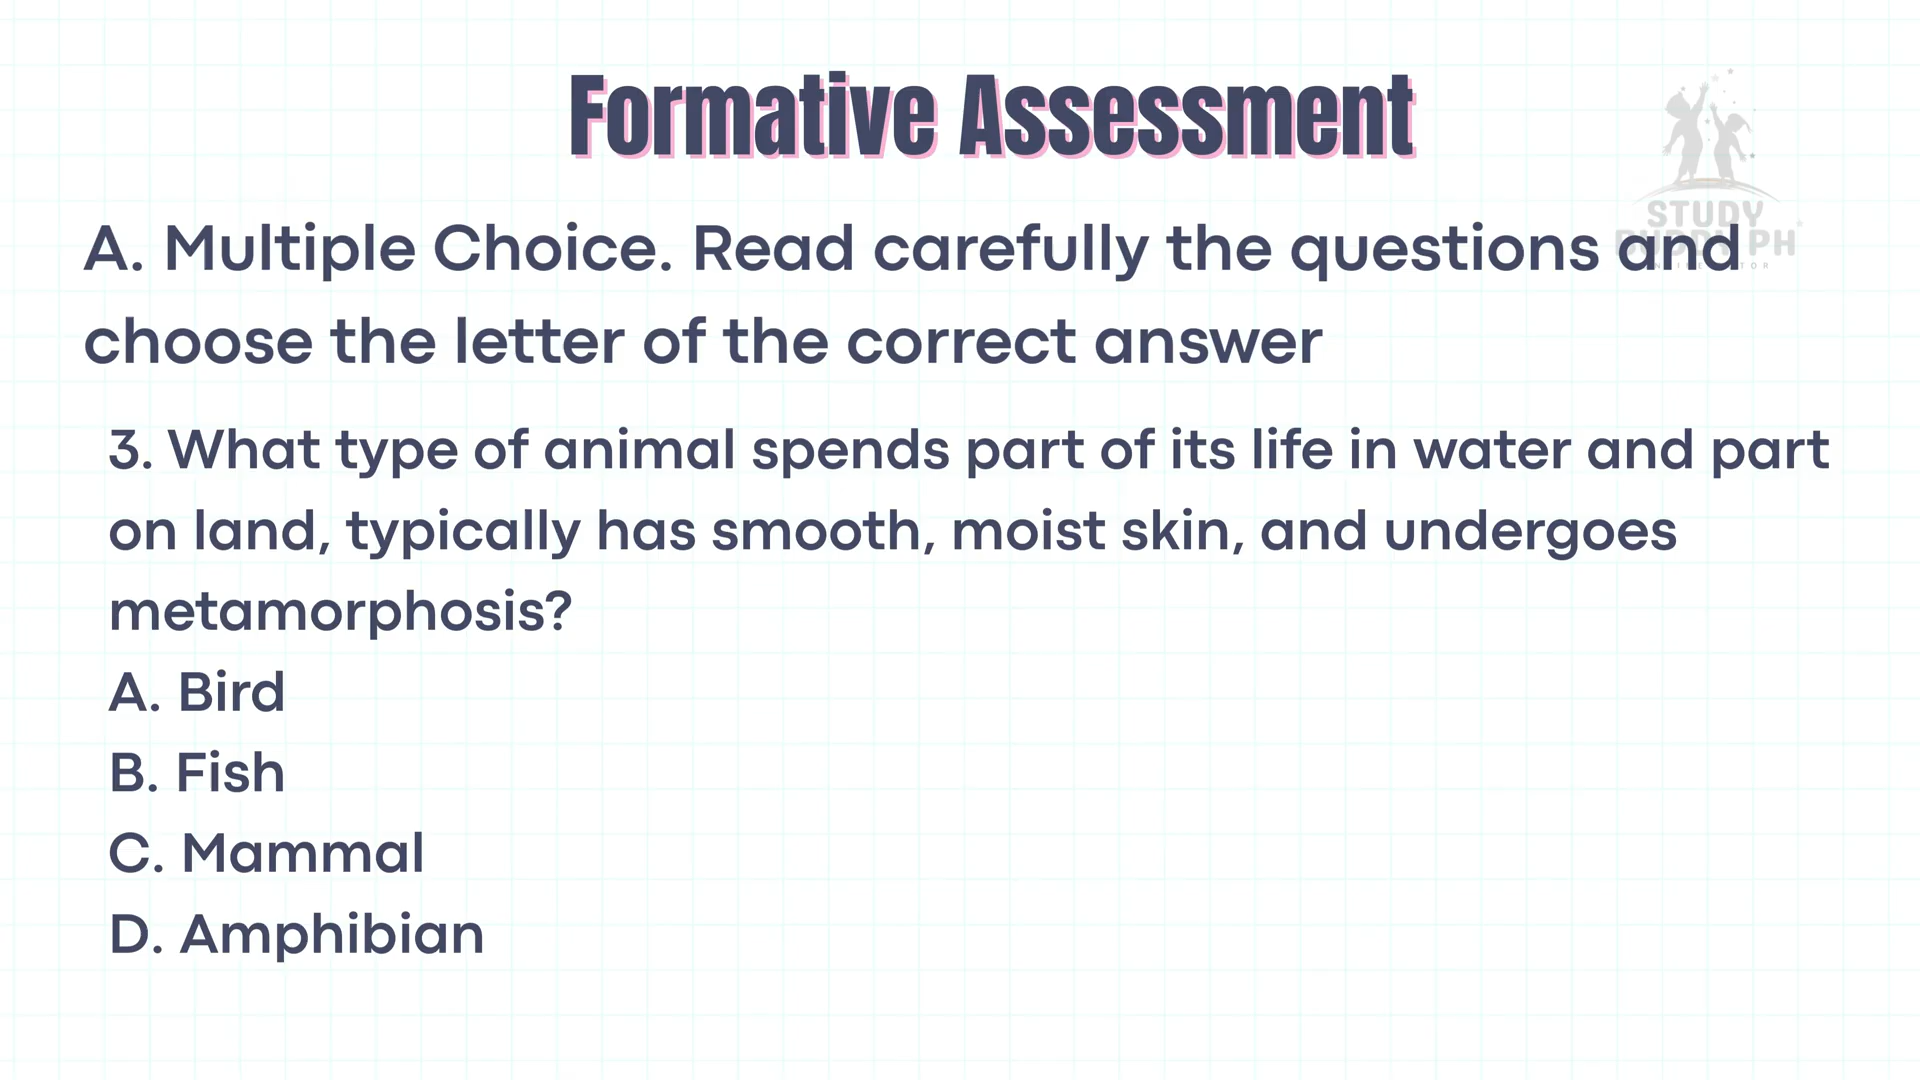 Formative Assessment
STUDY
BUDDY PH
A. Multiple Choice. Read carefully the questions and
choose the letter of the correct answer
3. What type of animal spends part of its life in water and part
on land, typically has smooth, moist skin, and undergoes
metamorphosis?
A. Bird
B. Fish
C. Mammal
D. Amphibian